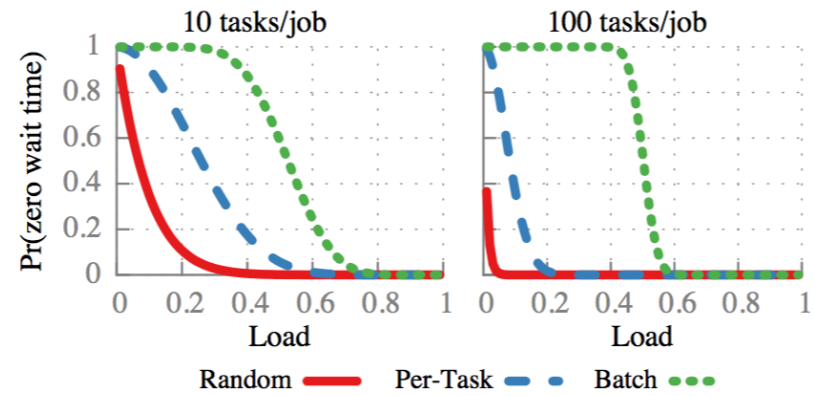 10 tasks/job
100 tasks/job
Pr(zero wait time)
1
0.8
0.6
0.4
0.2
0
0 0.2 0.4 0.6 0.8 1
0 0.2 0.4 0.6 0.8 1
Load
Load
Random Per-Task Batch